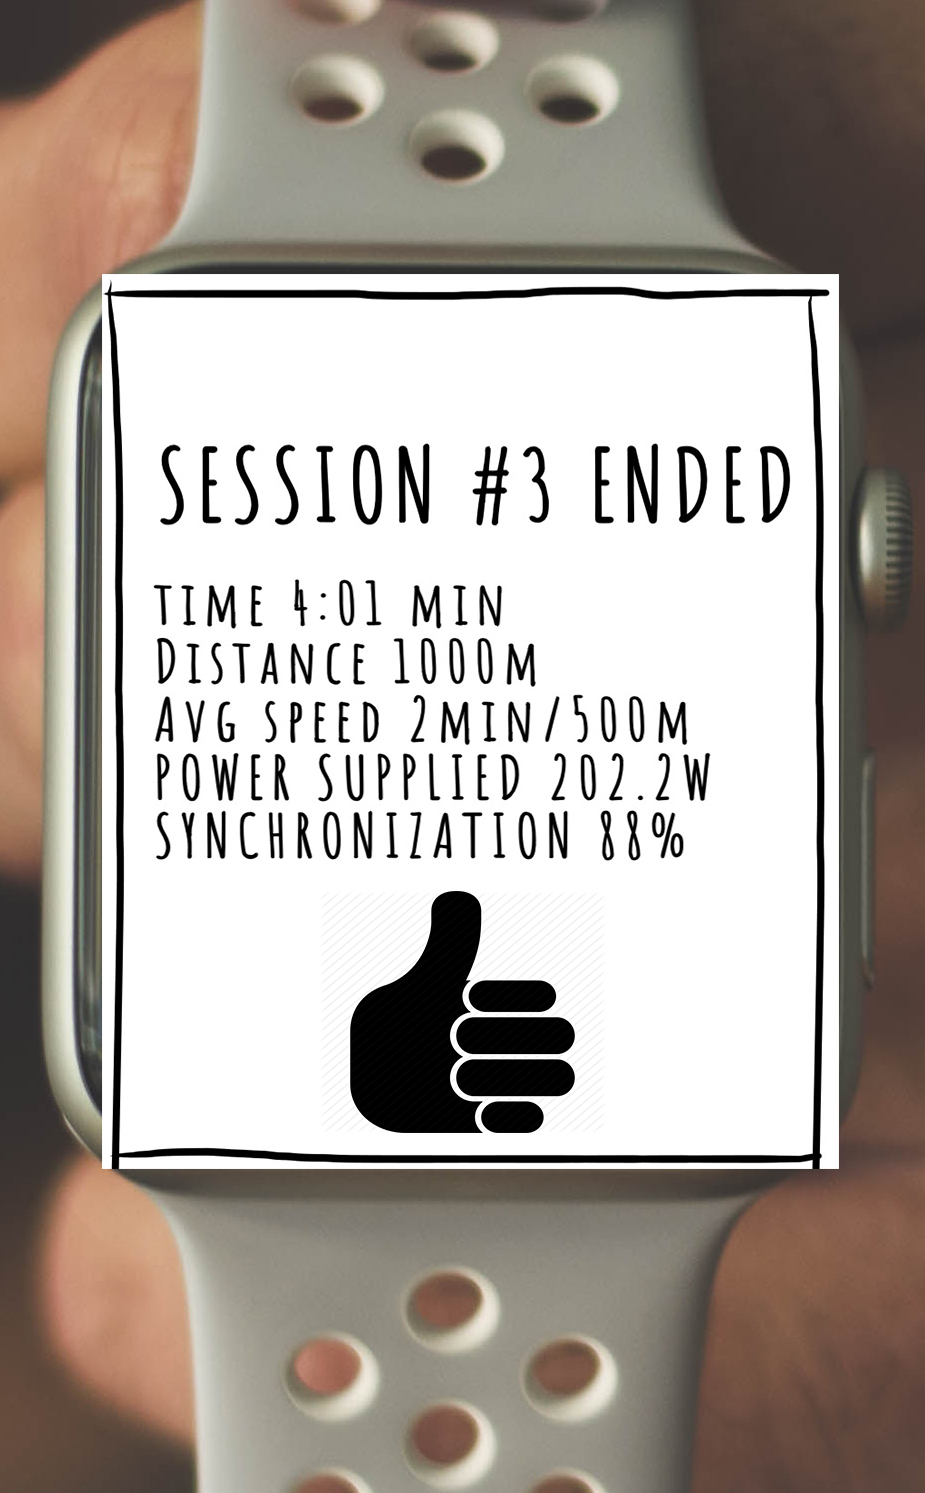 SESSION #3 ENDED
TIME 4:01 MIN
DISTANCE 1000M
AVG SPEED 2MIN/500M
POWER SUPPLIED 202.2W
SYNCHRONIZATION 88%